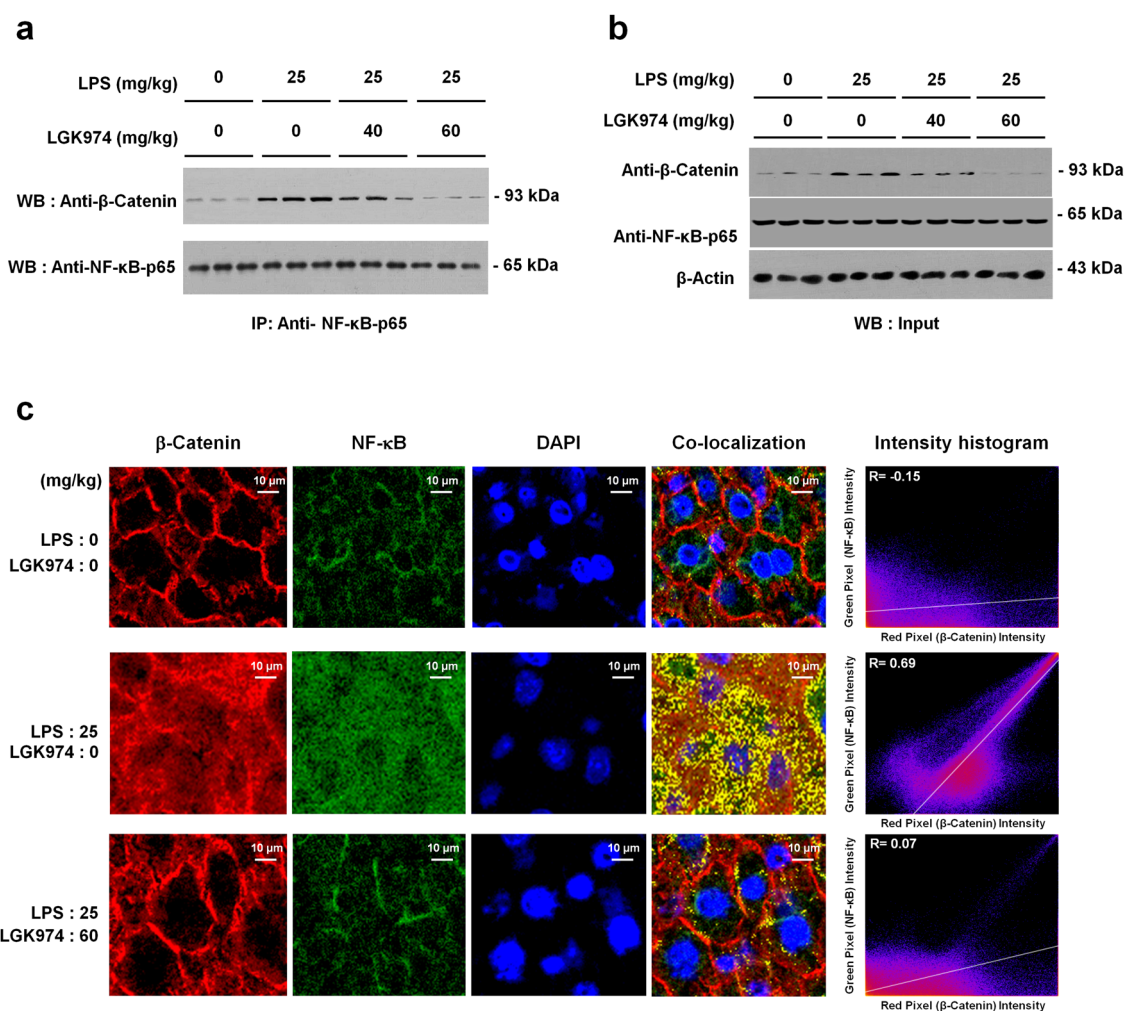 a
LPS (mg/kg) 0 25 25 25
LGK974 (mg/kg) 0 0 40 60
WB : Anti-β-Catenin - 93 kDa
WB : Anti-NF-κB-p65 - 65 kDa
IP: Anti- NF-κB-p65
b
LPS (mg/kg) 0 25 25 25
LGK974 (mg/kg) 0 0 40 60
Anti-β-Catenin - 93 kDa
Anti-NF-κB-p65 - 65 kDa
β-Actin - 43 kDa
WB : Input
c
β-Catenin NF-κB DAPI Co-localization Intensity histogram
(mg/kg)
LPS : 0
LGK974 : 0
10 μm 10 μm 10 μm 10 μm
R= -0.15
Green Pixel (NF-κB) Intensity
Red Pixel (β-Catenin) Intensity
LPS : 25
LGK974 : 0
10 μm 10 μm 10 μm 10 μm
R= 0.69
Green Pixel (NF-κB) Intensity
Red Pixel (β-Catenin) Intensity
LPS : 25
LGK974 : 60
10 μm 10 μm 10 μm 10 μm
R= 0.07
Green Pixel (NF-κB) Intensity
Red Pixel (β-Catenin) Intensity